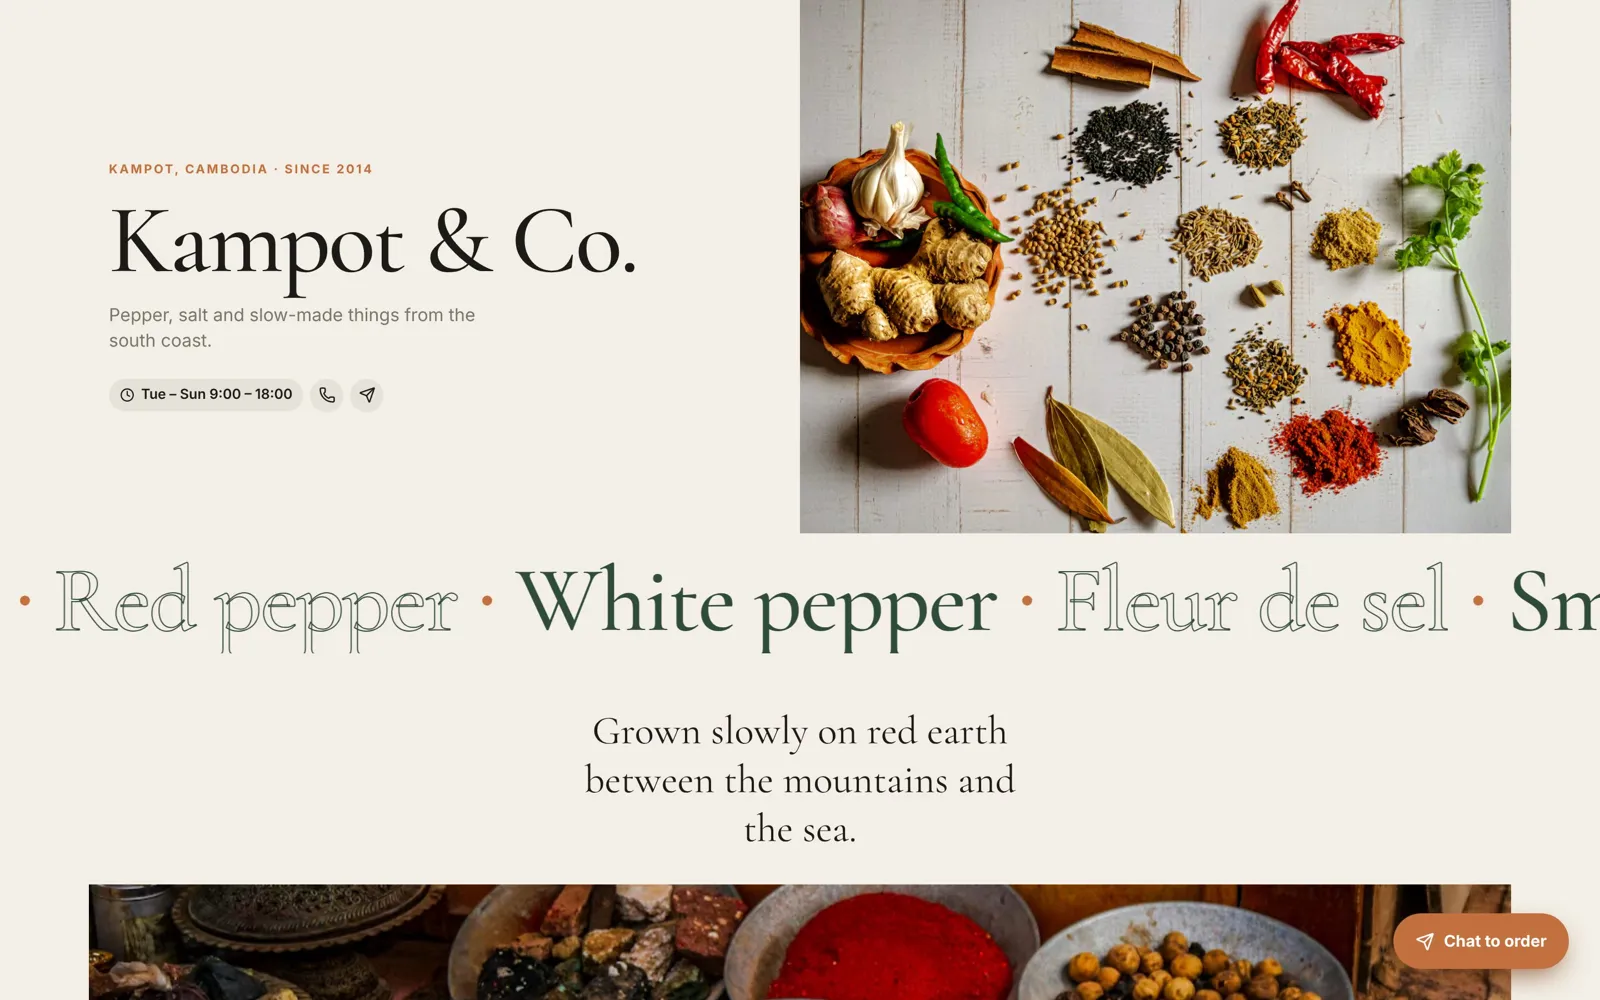 KAMPOT, CAMBODIA · SINCE 2014
Kampot & Co.
Pepper, salt and slow-made things from the
south coast.
Tue – Sun 9:00 – 18:00
· Red pepper · White pepper · Fleur de sel · Sm
Grown slowly on red earth
between the mountains and
the sea.
Chat to order